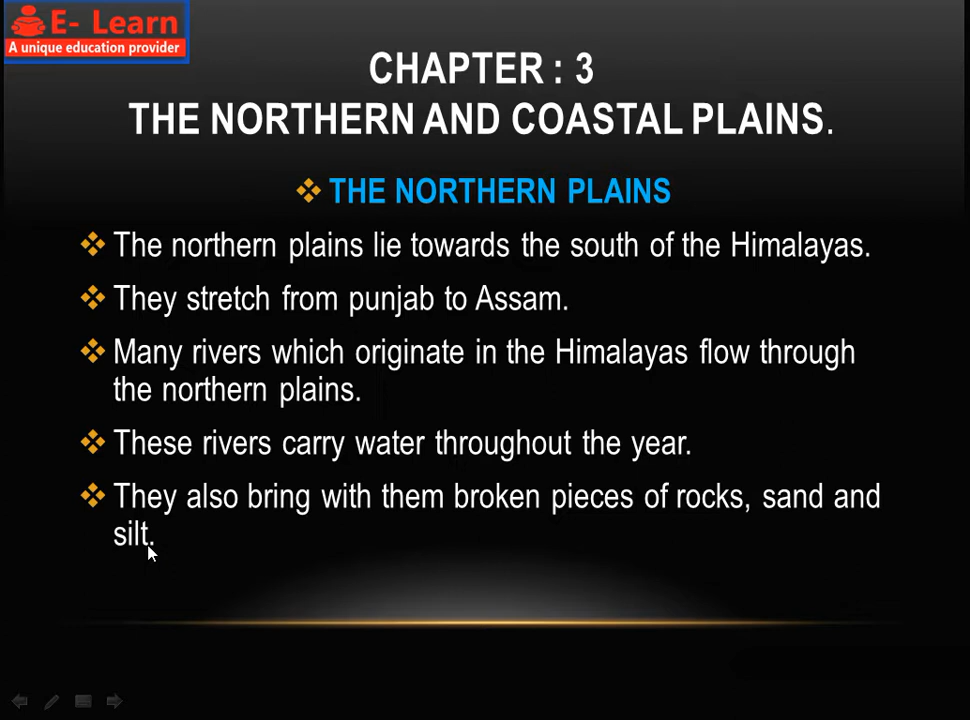 E- Learn
A unique education provider
CHAPTER : 3
THE NORTHERN AND COASTAL PLAINS.
THE NORTHERN PLAINS
The northern plains lie towards the south of the Himalayas.
They stretch from punjab to Assam.
Many rivers which originate in the Himalayas flow through
the northern plains.
These rivers carry water throughout the year.
They also bring with them broken pieces of rocks, sand and
silt.